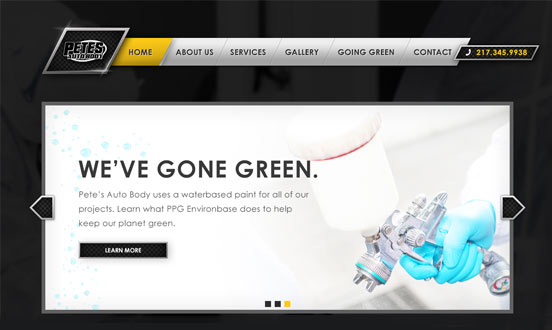 PETES
AUTO BODY
HOME
ABOUT US
SERVICES
GALLERY
GOING GREEN
CONTACT
217.345.9938
WE'VE GONE GREEN.
Pete's Auto Body uses a waterbased paint for all of our
projects. Learn what PPG Environbase does to help
keep our planet green.
LEARN MORE